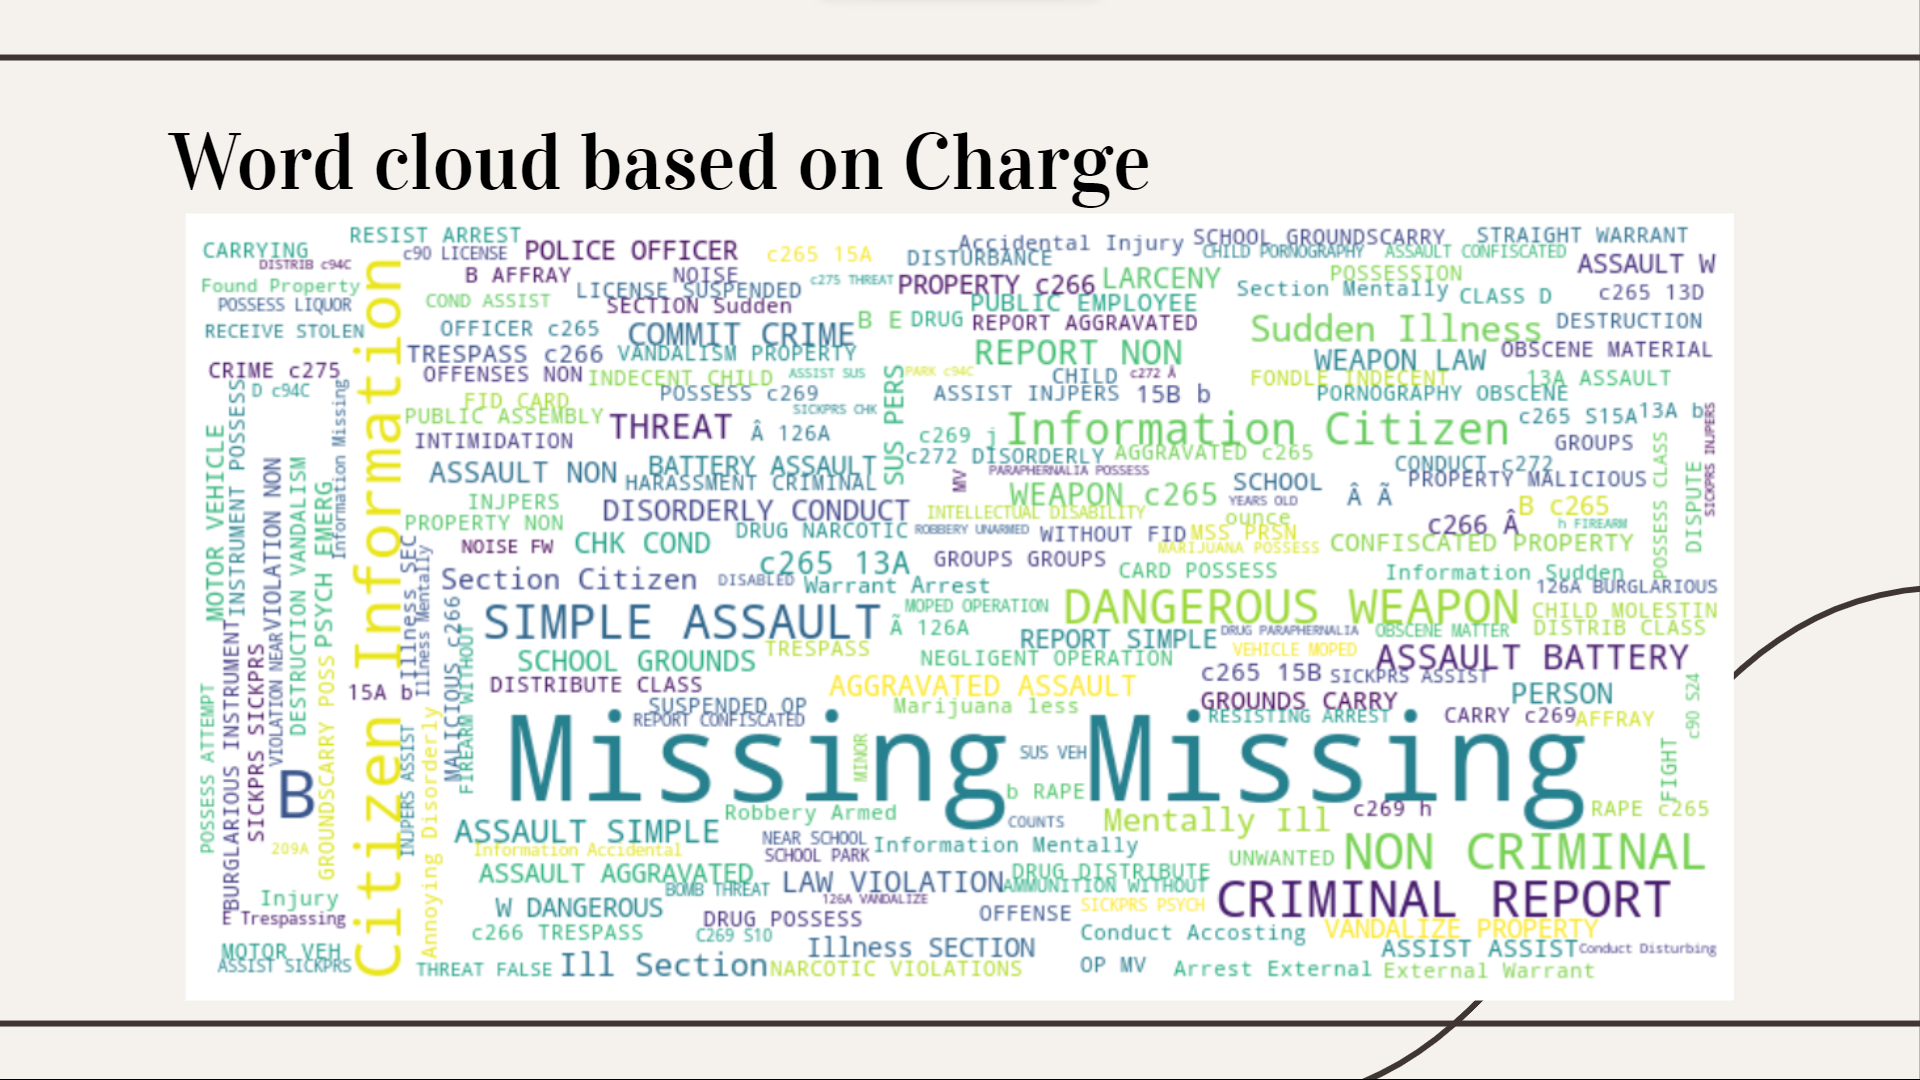 Word cloud based on Charge
RESIST ARREST
CARRYING
c90 LICENSE
POLICE OFFICER
c265 15A
DISTURBANCE
Accidental Injury
SCHOOL GROUNDSCARRY
STRAIGHT WARRANT
CHILD PORNOGRAPHY
ASSAULT CONFISCATED
DISTRIB c94C
B AFFRAY
NOISE
c275 THREAT
PROPERTY c266
LARCENY
POSSESSION
ASSAULT W
Found Property
LICENSE SUSPENDED
Section Mentally
CLASS D
c265 13D
POSSESS LIQUOR
COND ASSIST
SECTION Sudden
PUBLIC EMPLOYEE
RECEIVE STOLEN
OFFICER c265
COMMIT CRIME
B E
DRUG
REPORT AGGRAVATED
Sudden Illness
DESTRUCTION
TRESPASS c266
VANDALISM PROPERTY
REPORT NON
WEAPON LAW
OBSCENE MATERIAL
CRIME c275
OFFENSES NON
INDECENT CHILD
ASSIST SUS
PARK c94C
CHILD
c272 Â
FONDLE INDECENT
13A ASSAULT
D c94C
FID CARD
POSSESS c269
ASSIST INJPERS
15B b
PORNOGRAPHY OBSCENE
PUBLIC ASSEMBLY
SICKPRS CHK
SUS PERS
c265 S15A
13A b
INTIMIDATION
THREAT
Â 126A
c269 j
Information Citizen
GROUPS
SICKPRS INJPERS
ASSAULT NON
BATTERY ASSAULT
c272 DISORDERLY
AGGRAVATED c265
CONDUCT c272
HARASSMENT CRIMINAL
MV
PARAPHERNALIA POSSESS
SCHOOL
PROPERTY MALICIOUS
INJPERS
WEAPON c265
YEARS OLD
Â Ã
B c265
POSSESS CLASS
DISPUTE
PROPERTY NON
DISORDERLY CONDUCT
INTELLECTUAL DISABILITY
ounce
c266 Â
h FIREARM
DRUG NARCOTIC
ROBBERY UNARMED
WITHOUT FID
MSS PRSN
NOISE FW
CHK COND
MARIJUANA POSSESS
CONFISCATED PROPERTY
c265 13A
GROUPS GROUPS
CARD POSSESS
Information Sudden
Section Citizen
DISABLED
Warrant Arrest
126A BURGLARIOUS
SIMPLE ASSAULT
MOPED OPERATION
DANGEROUS WEAPON
CHILD MOLESTIN
Ã 126A
REPORT SIMPLE
DRUG PARAPHERNALIA
OBSCENE MATTER
DISTRIB CLASS
SCHOOL GROUNDS
TRESPASS
NEGLIGENT OPERATION
VEHICLE MOPED
ASSAULT BATTERY
DISTRIBUTE CLASS
AGGRAVATED ASSAULT
c265 15B
SICKPRS ASSIST
15A b
SUSPENDED OP
Marijuana less
GROUNDS CARRY
PERSON
c90 S24
REPORT CONFISCATED
RESISTING ARREST
CARRY c269
AFFRAY
Missing Missing
MINOR
SUS VEH
FIGHT
b RAPE
B
Robbery Armed
COUNTS
Mentally Ill
c269 h
RAPE c265
ASSAULT SIMPLE
NEAR SCHOOL
Information Mentally
209A
Information Accidental
SCHOOL PARK
UNWANTED
NON CRIMINAL
ASSAULT AGGRAVATED
BOMB THREAT
LAW VIOLATION
DRUG DISTRIBUTE
AMMUNITION WITHOUT
Injury
W DANGEROUS
126A VANDALIZE
OFFENSE
SICKPRS PSYCH
CRIMINAL REPORT
E Trespassing
DRUG POSSESS
c266 TRESPASS
C269 S10
Conduct Accosting
VANDALIZE PROPERTY
MOTOR VEH
Illness SECTION
ASSIST ASSIST
Conduct Disturbing
ASSIST SICKPRS
THREAT FALSE
Ill Section
NARCOTIC VIOLATIONS
OP MV
Arrest External
External Warrant
MOTOR VEHICLE
INSTRUMENT POSSESS
VIOLATION NON
DESTRUCTION VANDALISM
PSYCH EMERG
Information Missing
Citizen Information
Illness SEC
Illness Mentally
MALICIOUS c266
FIREARM WITHOUT
POSSESS ATTEMPT
BURGLARIOUS INSTRUMENT
SICKPRS SICKPRS
VIOLATION NEAR
GROUNDSCARRY POSS
INJPERS ASSIST
Annoying Disorderly